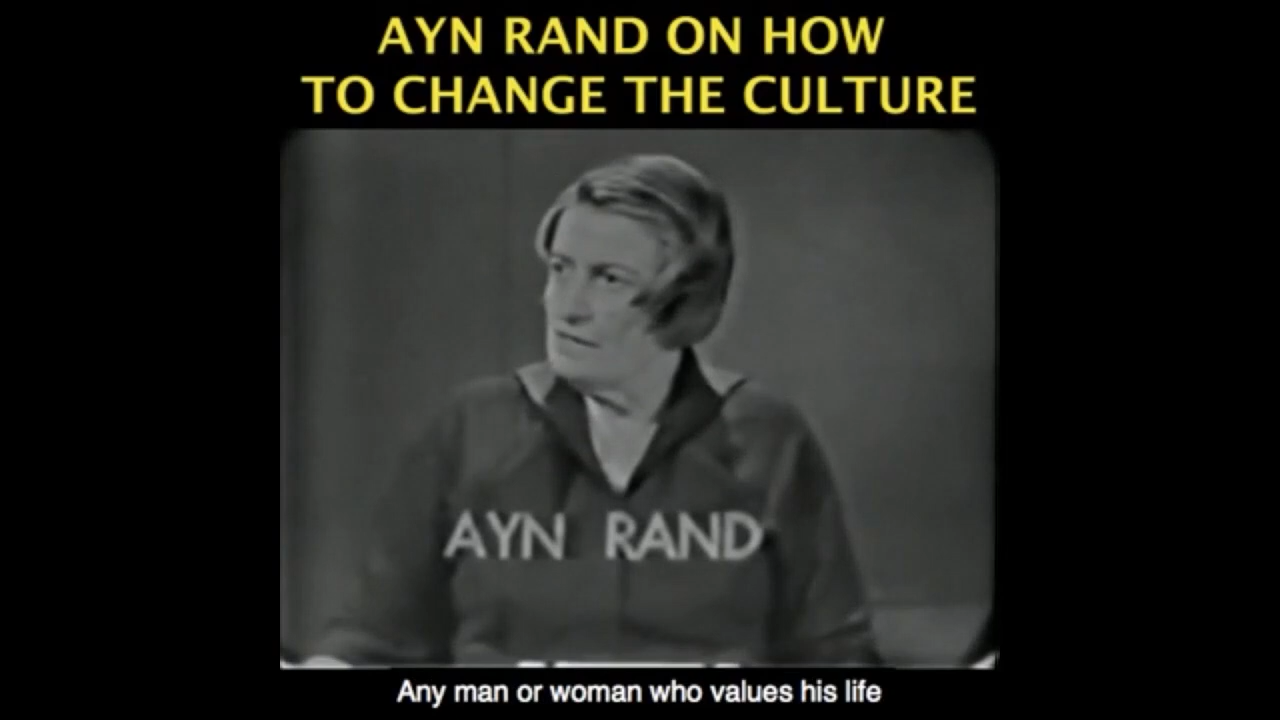 AYN RAND ON HOW
TO CHANGE THE CULTURE
AYN RAND
Any man or woman who values his life